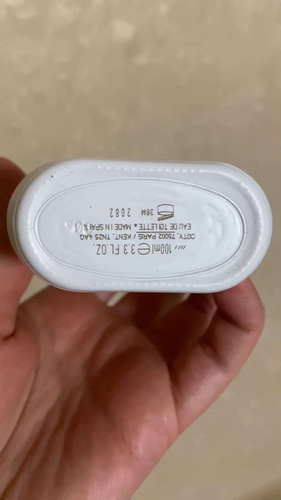 100ml ℮ 3.3 FL.OZ.
COTY, 75002 PARIS / KENT, TN25 4AQ
EAU DE TOILETTE • MADE IN SPAIN
36M
2082